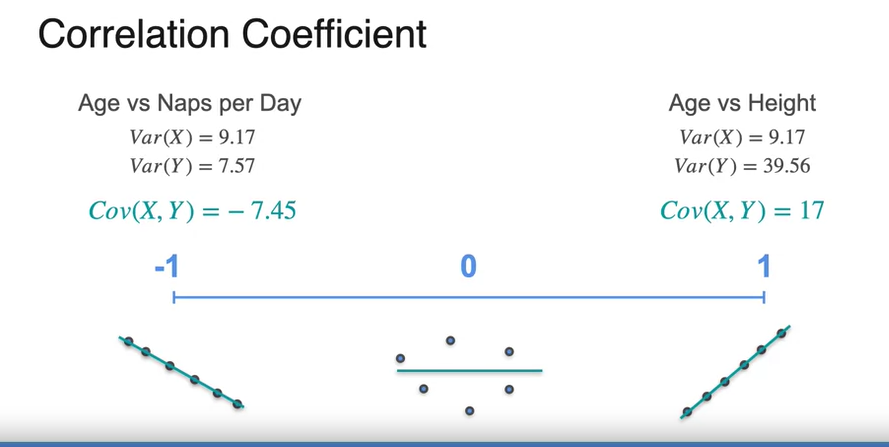 Correlation Coefficient
Age vs Naps per Day
Var(X) = 9.17
Var(Y) = 7.57
Cov(X, Y) = − 7.45
Age vs Height
Var(X) = 9.17
Var(Y) = 39.56
Cov(X, Y) = 17
-1 0 1